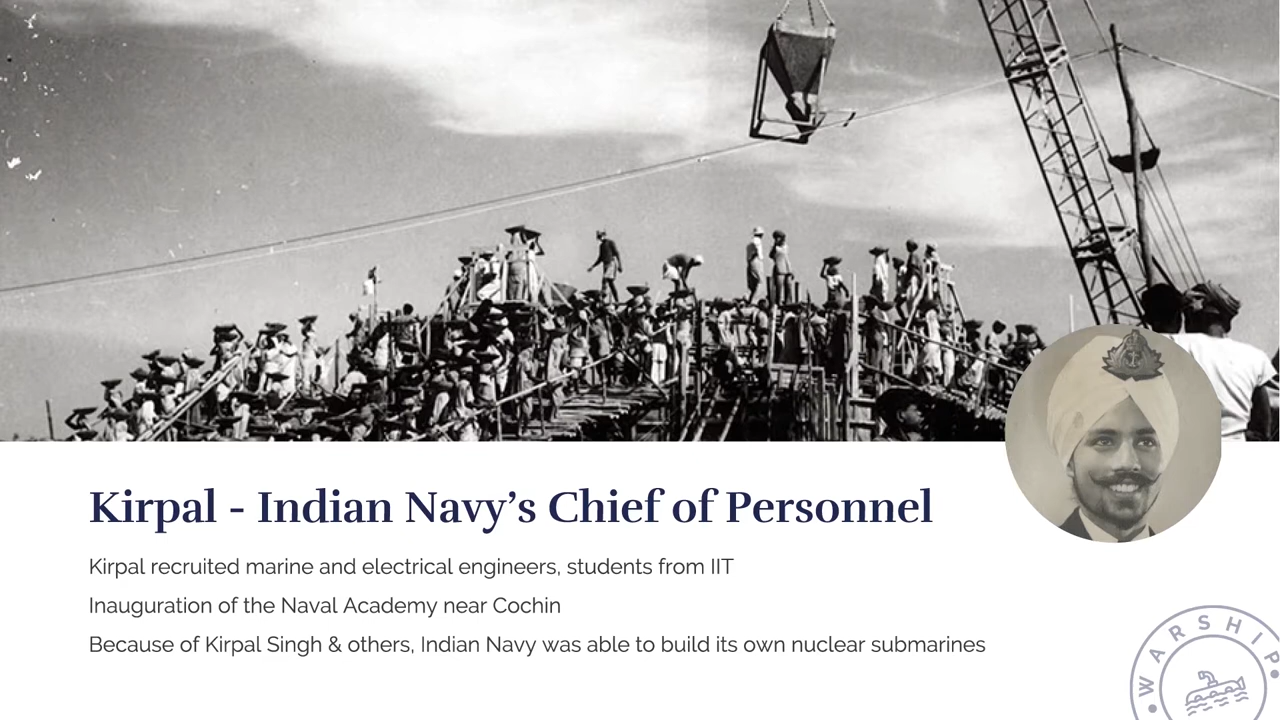 Kirpal - Indian Navy’s Chief of Personnel
Kirpal recruited marine and electrical engineers, students from IIT
Inauguration of the Naval Academy near Cochin
Because of Kirpal Singh & others, Indian Navy was able to build its own nuclear submarines
WARSHIP